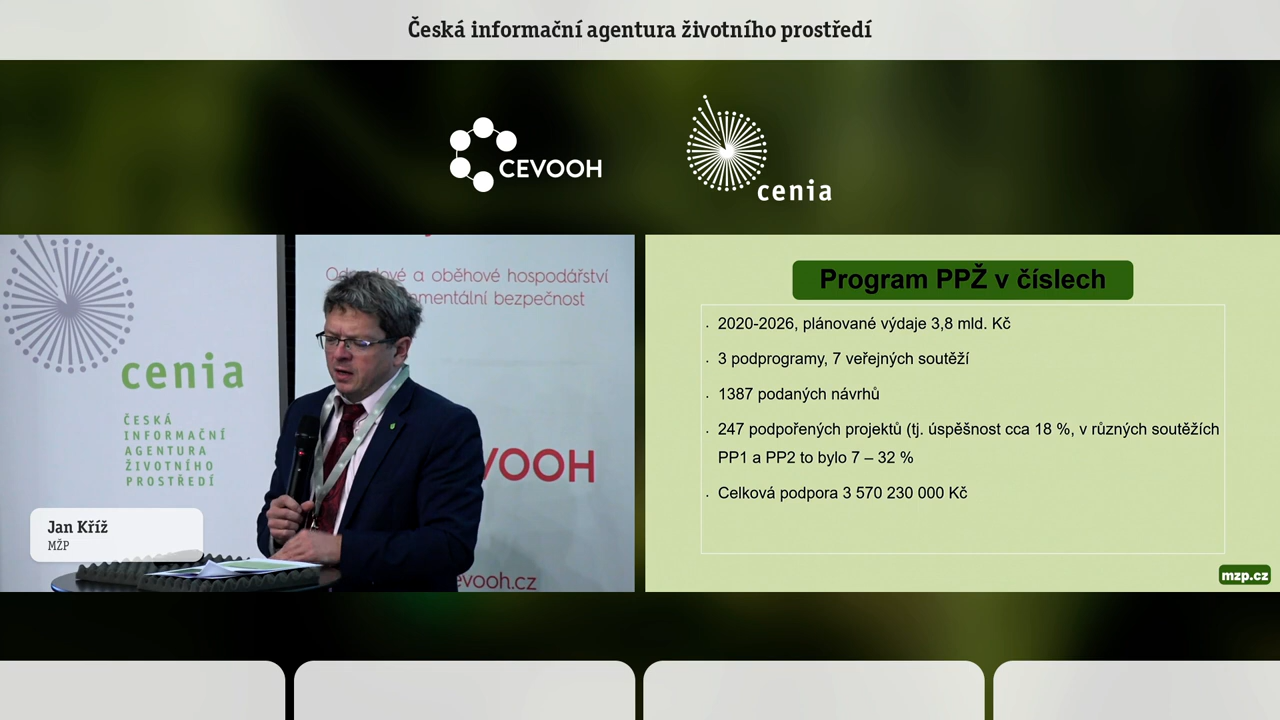 Česká informační agentura životního prostředí
CEVOOH
cenia
hospodářství
a oběhové
bezpečnost
cenia
ČESKÁ
INFORMAČNÍ
AGENTURA
ŽIVOTNÍHO
PROSTŘEDÍ
VOOH
evooh.cz
Jan Kříž
MŽP
Program PPŽ v číslech
· 2020-2026, plánované výdaje 3,8 mld. Kč
· 3 podprogramy, 7 veřejných soutěží
· 1387 podaných návrhů
· 247 podpořených projektů (tj. úspěšnost cca 18 %, v různých soutěžích
PP1 a PP2 to bylo 7 – 32 %
· Celková podpora 3 570 230 000 Kč
mzp.cz